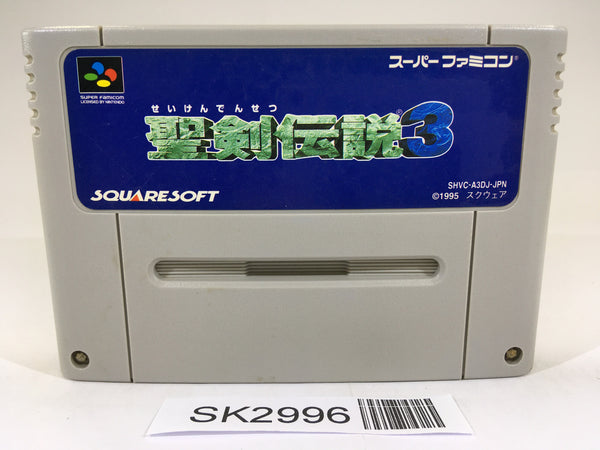 SUPER FAMICOM
LICENSED BY NINTENDO
スーパーファミコン®
せいけんでんせつ
聖剣伝説3
SQUARESOFT
SHVC-A3DJ-JPN
©1995 スクウェア
SK2996